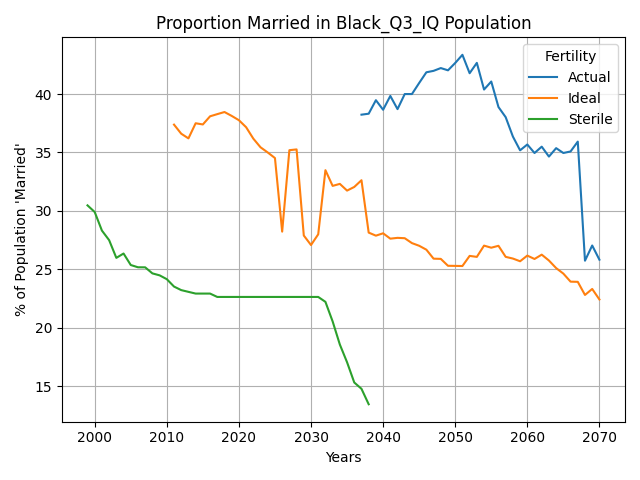 Proportion Married in Black_Q3_IQ Population
% of Population 'Married'
40
35
30
25
20
15
Fertility
Actual
Ideal
Sterile
2000 2010 2020 2030 2040 2050 2060 2070
Years